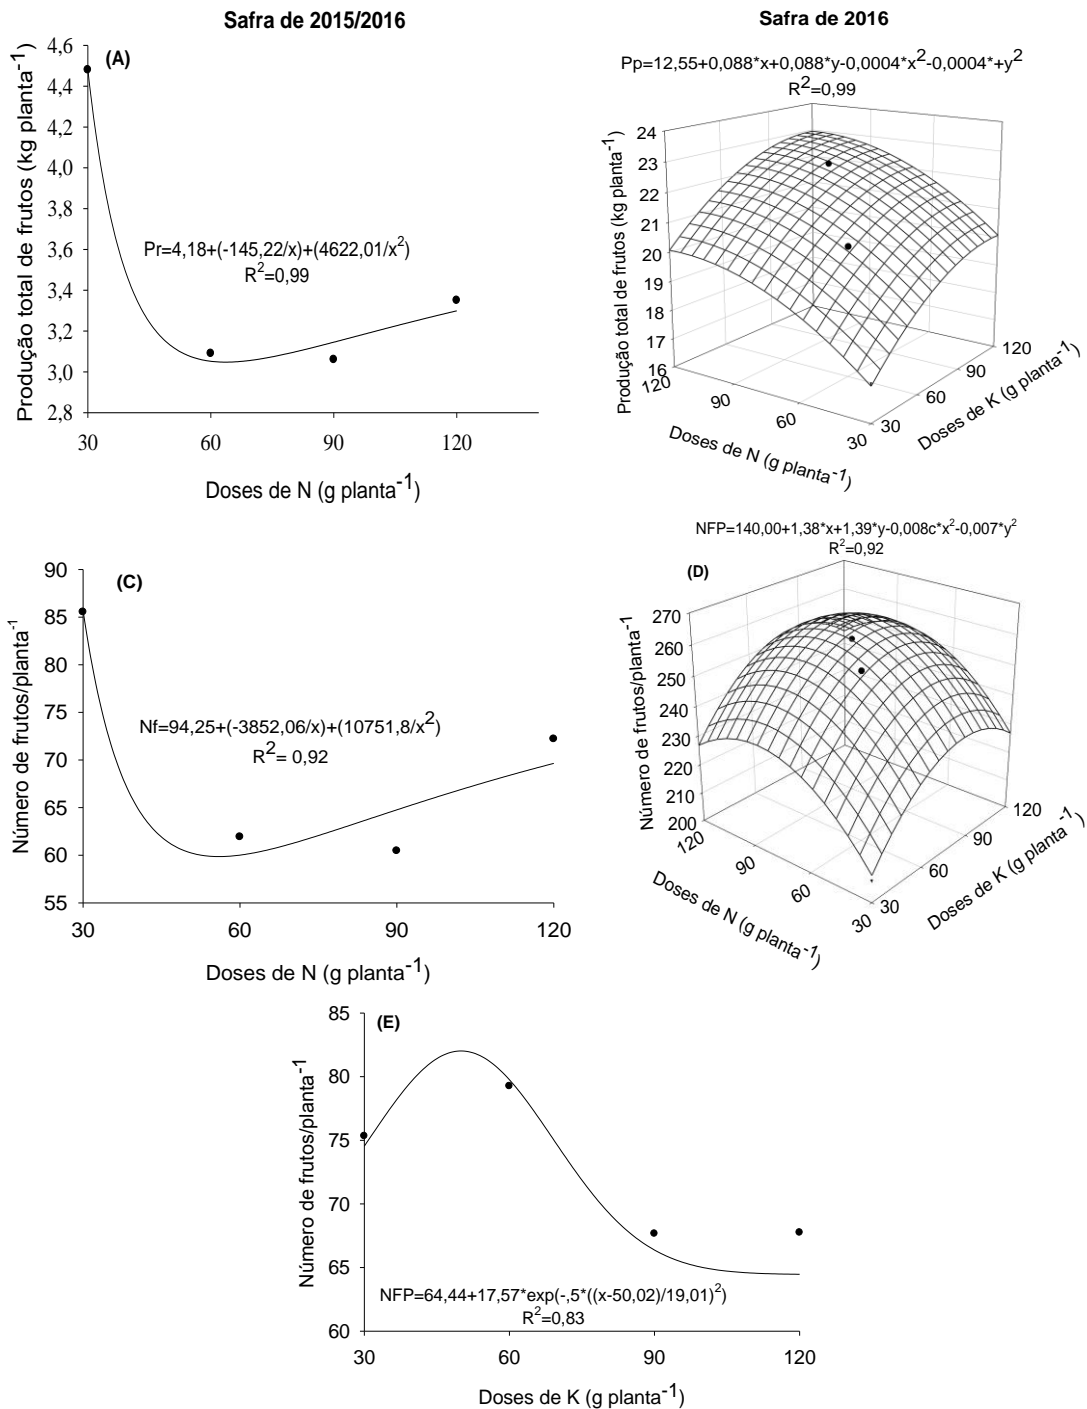 Safra de 2015/2016
Safra de 2016
(A)
Produção total de frutos (kg planta-1)
4,6
4,4
4,2
4,0
3,8
3,6
3,4
3,2
3,0
2,8
Pr=4,18+(-145,22/x)+(4622,01/x2)
R2=0,99
30 60 90 120
Doses de N (g planta-1)
Pp=12,55+0,088*x+0,088*y-0,0004*x2-0,0004*+y2
R2=0,99
Produção total de frutos (kg planta-1)
24
23
22
21
20
19
18
17
16
120 90 60 30
Doses de N (g planta-1)
30 60 90 120
Doses de K (g planta-1)
(C)
Número de frutos/planta-1
90
85
80
75
70
65
60
55
Nf=94,25+(-3852,06/x)+(10751,8/x2)
R2= 0,92
30 60 90 120
Doses de N (g planta-1)
NFP=140,00+1,38*x+1,39*y-0,008c*x2-0,007*y2
R2=0,92
(D)
Número de frutos/planta-1
270
260
250
240
230
220
210
200
120 90 60 30
Doses de N (g planta-1)
30 60 90 120
Doses de K (g planta-1)
(E)
Número de frutos/planta-1
85
80
75
70
65
60
NFP=64,44+17,57*exp(-,5*((x-50,02)/19,01)2)
R2=0,83
30 60 90 120
Doses de K (g planta-1)